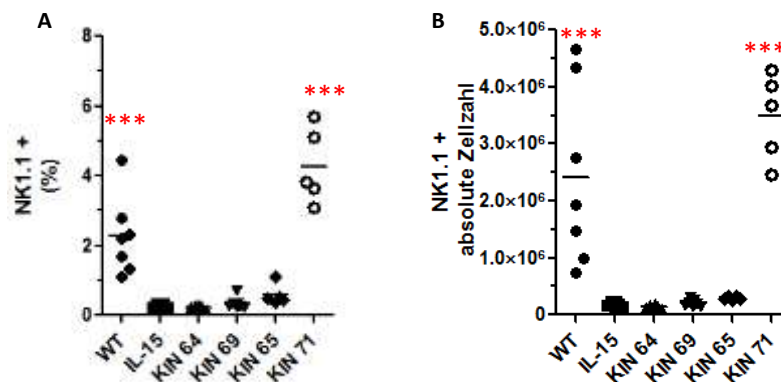 A
NK1.1 +
(%)
8
6
4
2
0
***
***
WT
IL-15
KIN 64
KIN 69
KIN 65
KIN 71
B
NK1.1 +
absolute Zellzahl
5.0×10⁶
4.0×10⁶
3.0×10⁶
2.0×10⁶
1.0×10⁶
0
***
***
WT
IL-15
KIN 64
KIN 69
KIN 65
KIN 71